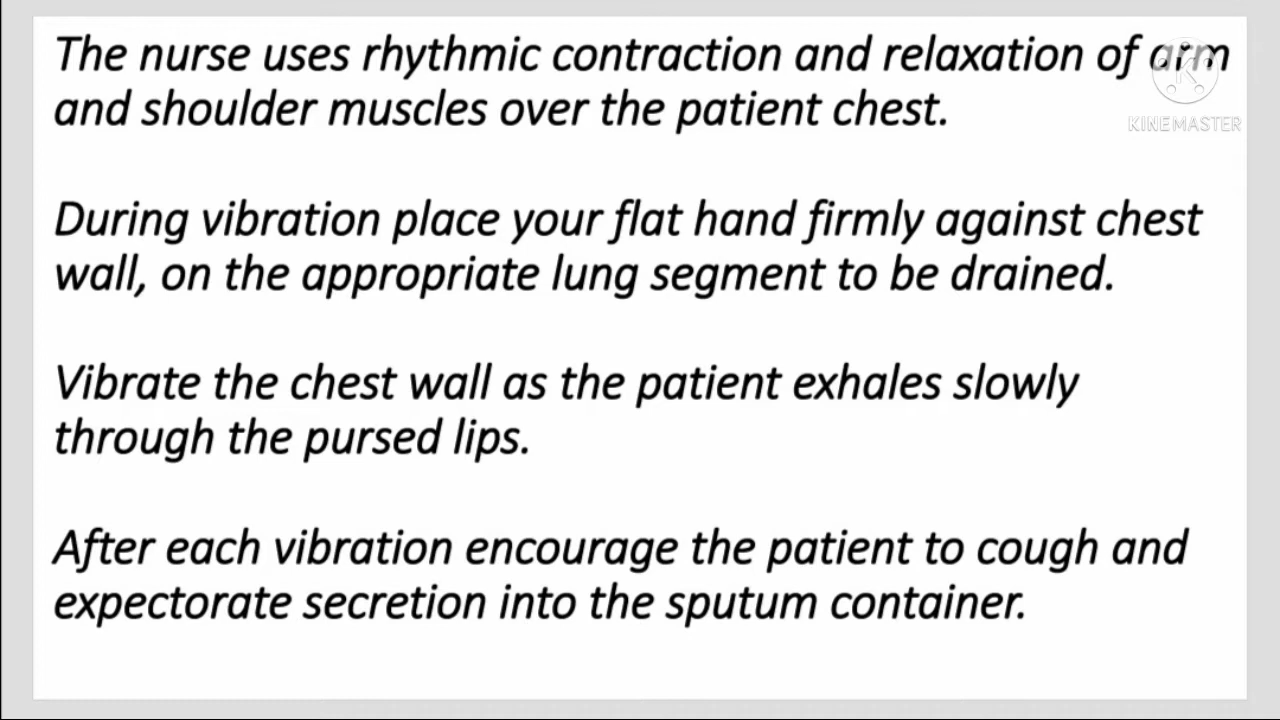 The nurse uses rhythmic contraction and relaxation of arm
and shoulder muscles over the patient chest.
KINEMASTER
During vibration place your flat hand firmly against chest
wall, on the appropriate lung segment to be drained.
Vibrate the chest wall as the patient exhales slowly
through the pursed lips.
After each vibration encourage the patient to cough and
expectorate secretion into the sputum container.